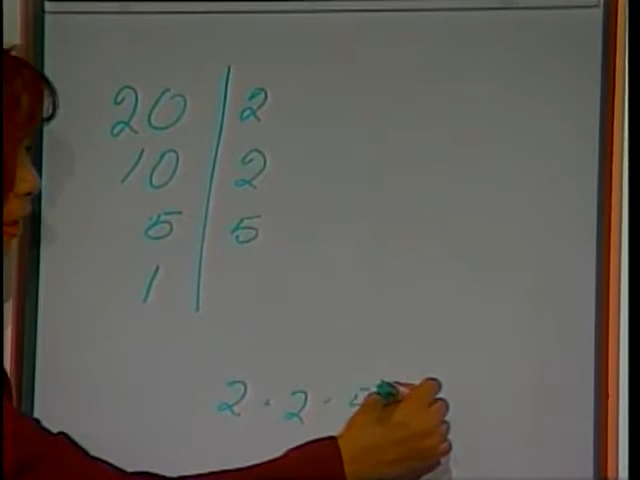 20 | 2
10 | 2
5 | 5
1 |
2 · 2 ·